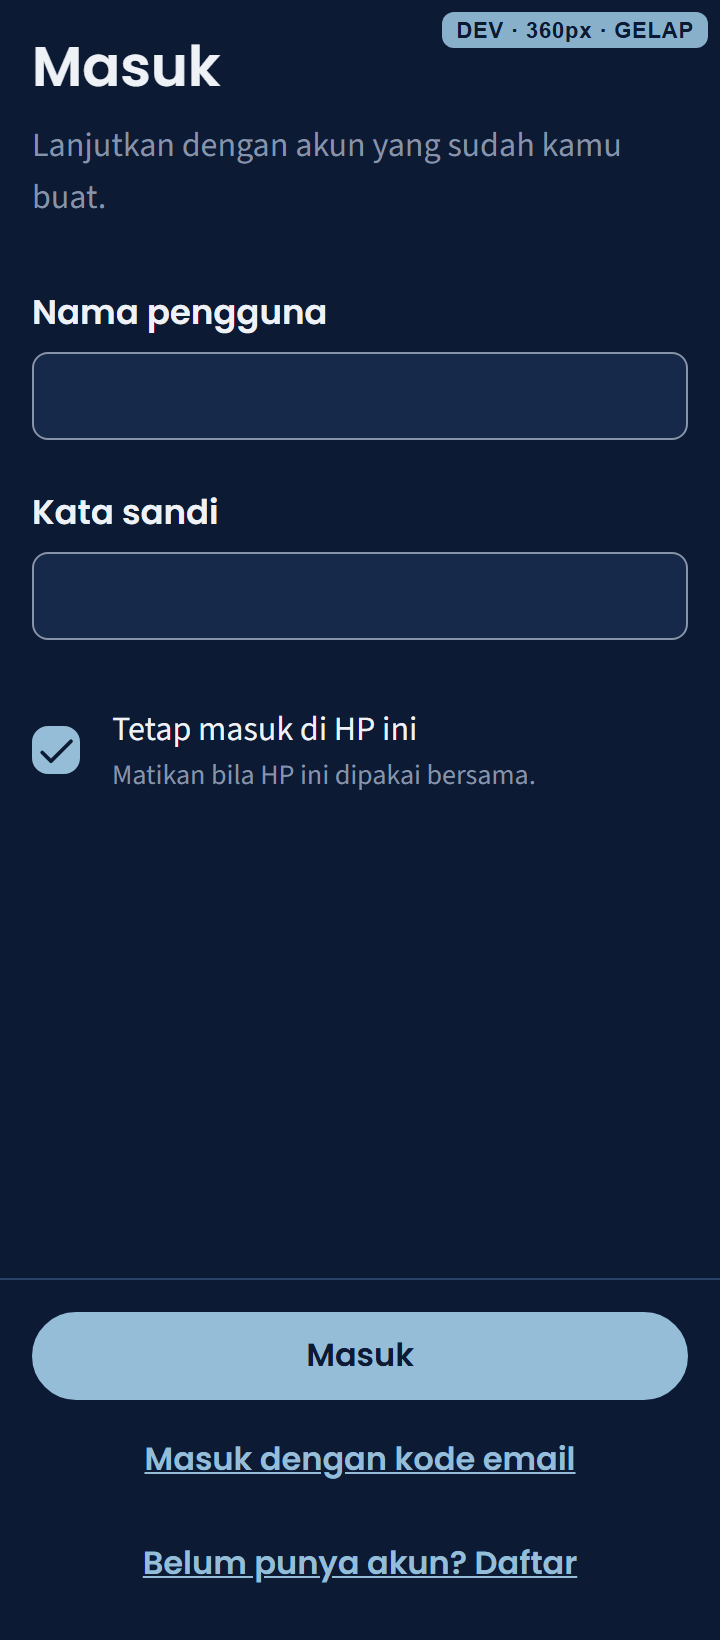 DEV · 360px · GELAP
Masuk
Lanjutkan dengan akun yang sudah kamu
buat.
Nama pengguna
Kata sandi
Tetap masuk di HP ini
Matikan bila HP ini dipakai bersama.
Masuk
Masuk dengan kode email
Belum punya akun? Daftar